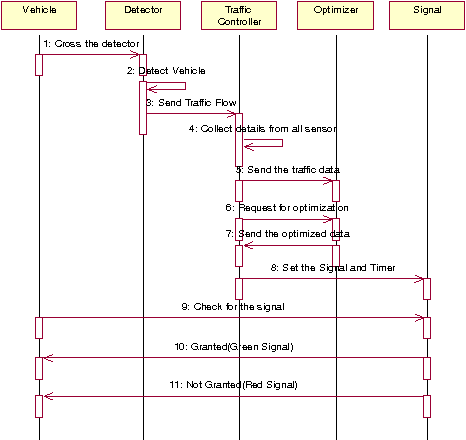 Vehicle
Detector
Traffic
Controller
Optimizer
Signal
1: Cross the detector
2: Detect Vehicle
3: Send Traffic Flow
4: Collect details from all sensor
5: Send the traffic data
6: Request for optimization
7: Send the optimized data
8: Set the Signal and Timer
9: Check for the signal
10: Granted(Green Signal)
11: Not Granted(Red Signal)